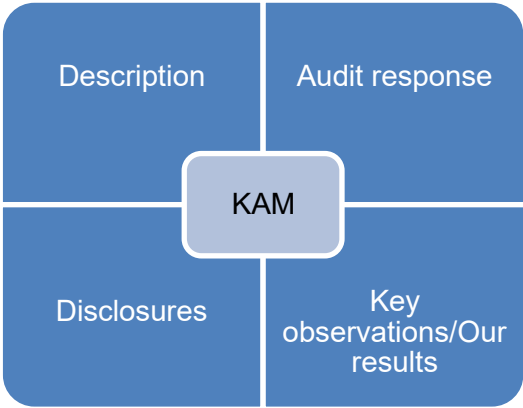 Description
Audit response
KAM
Disclosures
Key
observations/Our
results